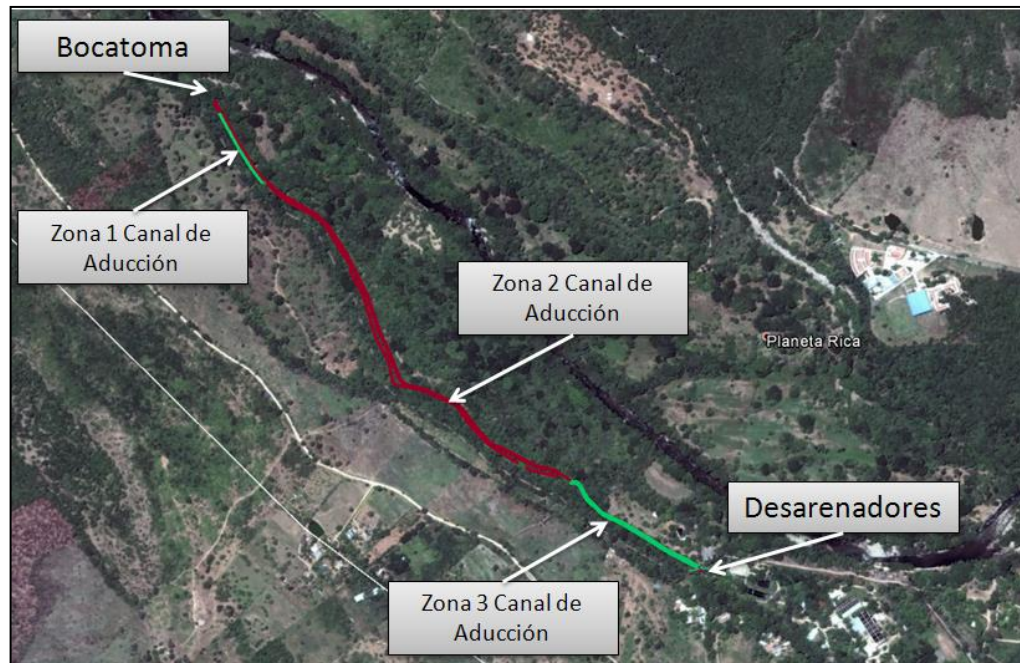 Bocatoma
Zona 1 Canal de
Aducción
Zona 2 Canal de
Aducción
Planeta Rica
Desarenadores
Zona 3 Canal de
Aducción